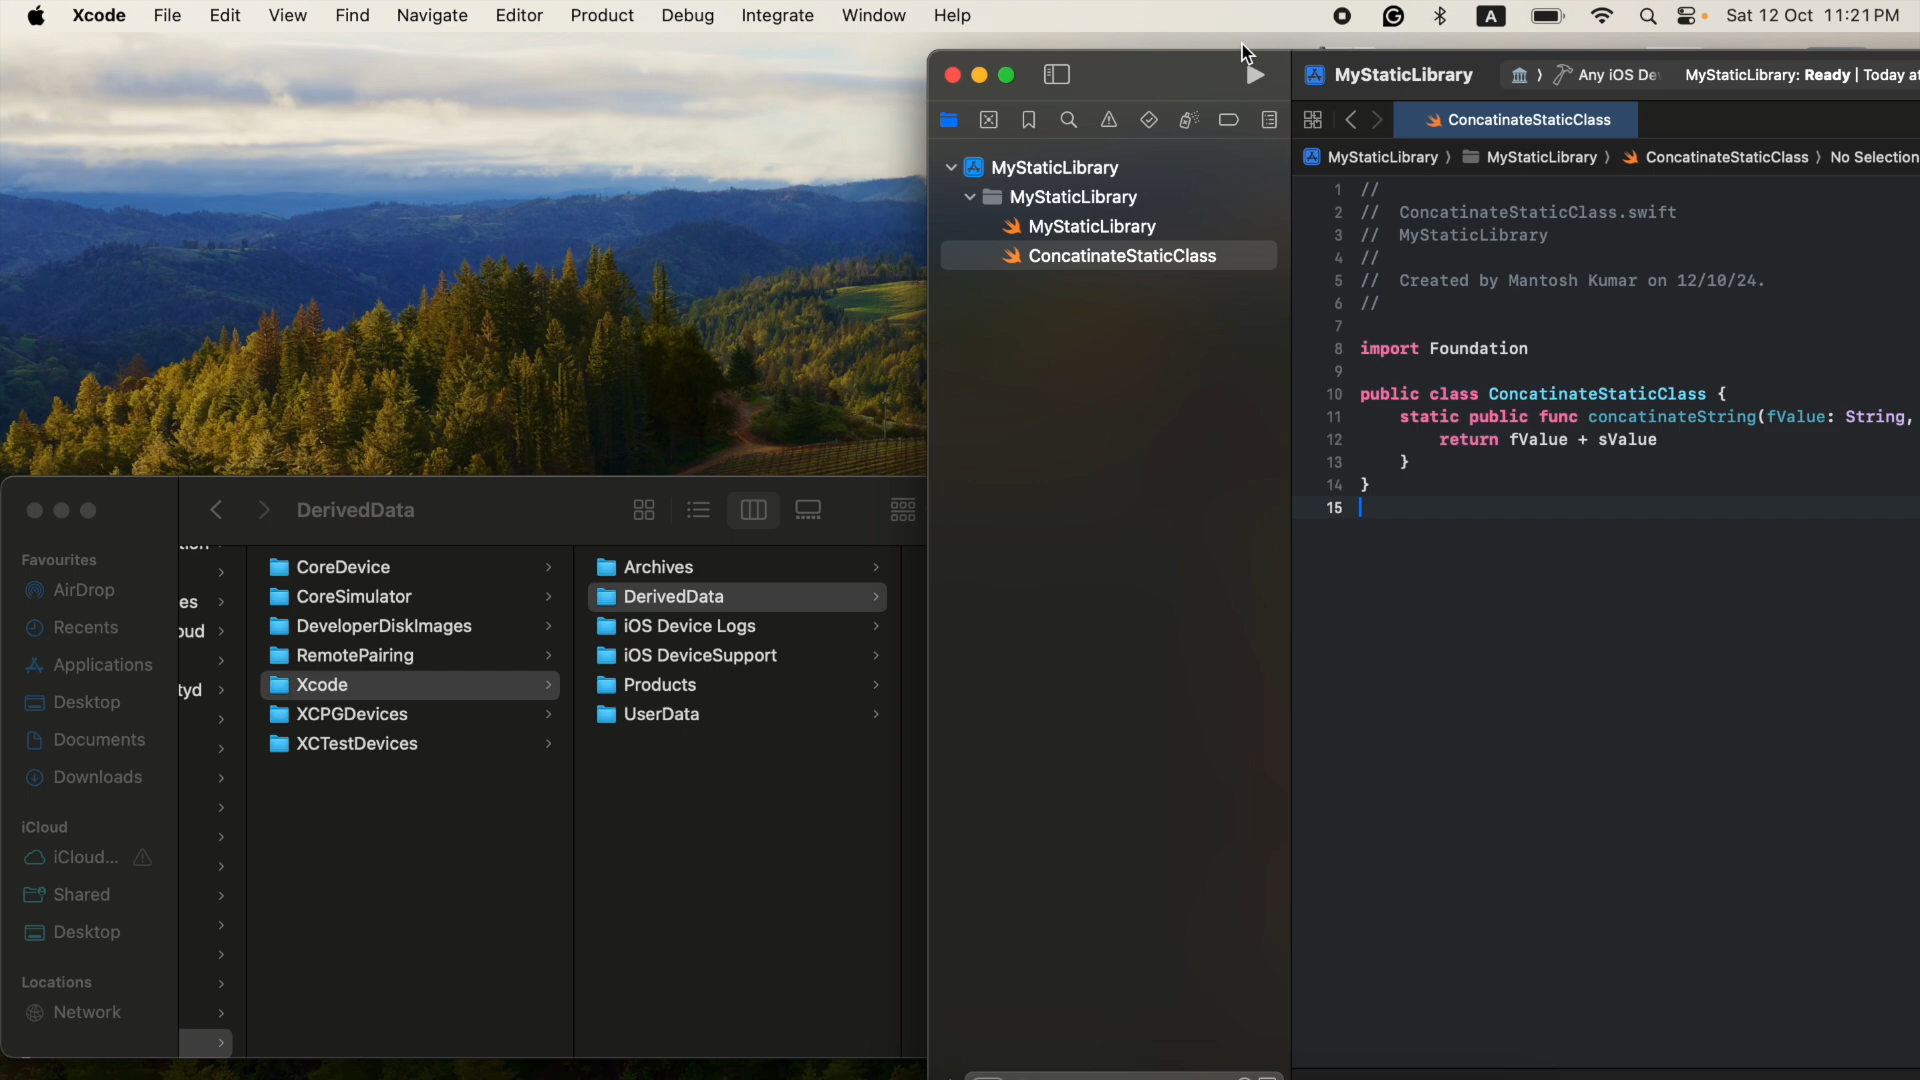 Xcode File Edit View Find Navigate Editor Product Debug Integrate Window Help A Sat 12 Oct 11:21 PM
MyStaticLibrary Any iOS De MyStaticLibrary: Ready | Today at
ConcatinateStaticClass
MyStaticLibrary MyStaticLibrary ConcatinateStaticClass No Selection
MyStaticLibrary
MyStaticLibrary
MyStaticLibrary
ConcatinateStaticClass
1 //
2 // ConcatinateStaticClass.swift
3 // MyStaticLibrary
4 //
5 // Created by Mantosh Kumar on 12/10/24.
6 //
7
8 import Foundation
9
10 public class ConcatinateStaticClass {
11 static public func concatinateString(fValue: String,
12 return fValue + sValue
13 }
14 }
15
DerivedData
Favourites
AirDrop
Recents
Applications
Desktop
Documents
Downloads
iCloud
iCloud...
Shared
Desktop
Locations
Network
es
oud
tyd
CoreDevice
CoreSimulator
DeveloperDiskImages
RemotePairing
Xcode
XCPGDevices
XCTestDevices
Archives
DerivedData
iOS Device Logs
iOS DeviceSupport
Products
UserData